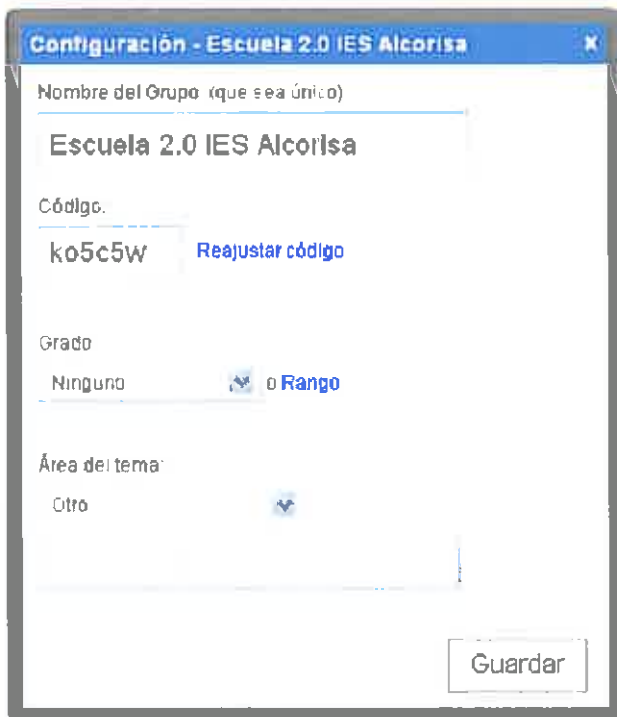 Configuración - Escuela 2.0 IES Alcorisa x
Nombre del Grupo (que sea único)
Escuela 2.0 IES Alcorisa
Código.
ko5c5w Reajustar código
Grado
Ninguno o Rango
Área del tema:
Otro
Guardar